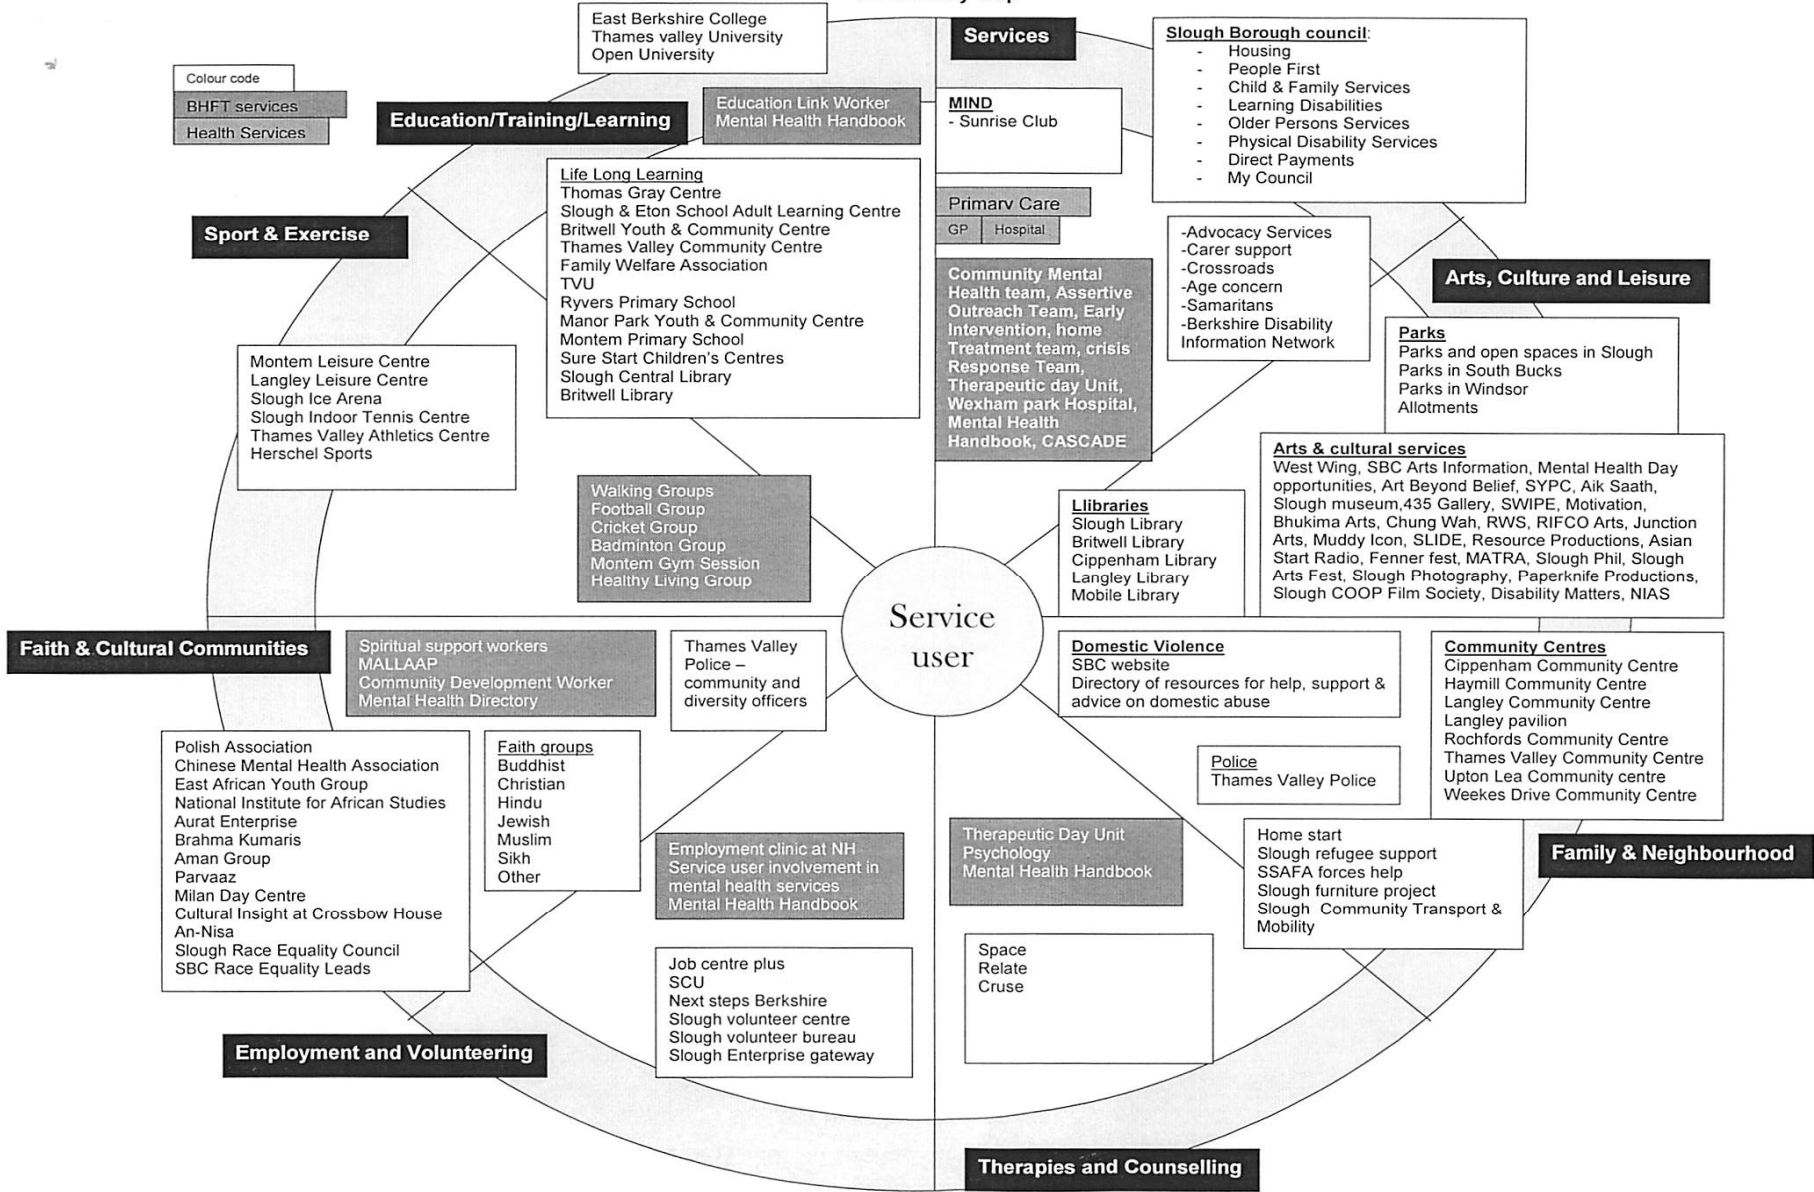 Colour code
BHFT services
Health Services
East Berkshire College
Thames valley University
Open University
Education/Training/Learning
Education Link Worker
Mental Health Handbook
Life Long Learning
Thomas Gray Centre
Slough & Eton School Adult Learning Centre
Britwell Youth & Community Centre
Thames Valley Community Centre
Family Welfare Association
TVU
Ryvers Primary School
Manor Park Youth & Community Centre
Montem Primary School
Sure Start Children's Centres
Slough Central Library
Britwell Library
Services
MIND
- Sunrise Club
Slough Borough council:
- Housing
- People First
- Child & Family Services
- Learning Disabilities
- Older Persons Services
- Physical Disability Services
- Direct Payments
- My Council
Primary Care
GP
Hospital
Community Mental
Health team, Assertive
Outreach Team, Early
Intervention, home
Treatment team, crisis
Response Team,
Therapeutic day Unit,
Wexham park Hospital,
Mental Health
Handbook, CASCADE
-Advocacy Services
-Carer support
-Crossroads
-Age concern
-Samaritans
-Berkshire Disability
Information Network
Sport & Exercise
Montem Leisure Centre
Langley Leisure Centre
Slough Ice Arena
Slough Indoor Tennis Centre
Thames Valley Athletics Centre
Herschel Sports
Walking Groups
Football Group
Cricket Group
Badminton Group
Montem Gym Session
Healthy Living Group
Arts, Culture and Leisure
Parks
Parks and open spaces in Slough
Parks in South Bucks
Parks in Windsor
Allotments
Arts & cultural services
West Wing, SBC Arts Information, Mental Health Day
opportunities, Art Beyond Belief, SYPC, Aik Saath,
Slough museum,435 Gallery, SWIPE, Motivation,
Bhukima Arts, Chung Wah, RWS, RIFCO Arts, Junction
Arts, Muddy Icon, SLIDE, Resource Productions, Asian
Start Radio, Fenner fest, MATRA, Slough Phil, Slough
Arts Fest, Slough Photography, Paperknife Productions,
Slough COOP Film Society, Disability Matters, NIAS
Llibraries
Slough Library
Britwell Library
Cippenham Library
Langley Library
Mobile Library
Service
user
Faith & Cultural Communities
Spiritual support workers
MALLAAP
Community Development Worker
Mental Health Directory
Thames Valley
Police –
community and
diversity officers
Polish Association
Chinese Mental Health Association
East African Youth Group
National Institute for African Studies
Aurat Enterprise
Brahma Kumaris
Aman Group
Parvaaz
Milan Day Centre
Cultural Insight at Crossbow House
An-Nisa
Slough Race Equality Council
SBC Race Equality Leads
Faith groups
Buddhist
Christian
Hindu
Jewish
Muslim
Sikh
Other
Domestic Violence
SBC website
Directory of resources for help, support &
advice on domestic abuse
Police
Thames Valley Police
Community Centres
Cippenham Community Centre
Haymill Community Centre
Langley Community Centre
Langley pavilion
Rochfords Community Centre
Thames Valley Community Centre
Upton Lea Community centre
Weekes Drive Community Centre
Home start
Slough refugee support
SSAFA forces help
Slough furniture project
Slough Community Transport &
Mobility
Family & Neighbourhood
Employment clinic at NH
Service user involvement in
mental health services
Mental Health Handbook
Job centre plus
SCU
Next steps Berkshire
Slough volunteer centre
Slough volunteer bureau
Slough Enterprise gateway
Employment and Volunteering
Therapeutic Day Unit
Psychology
Mental Health Handbook
Space
Relate
Cruse
Therapies and Counselling